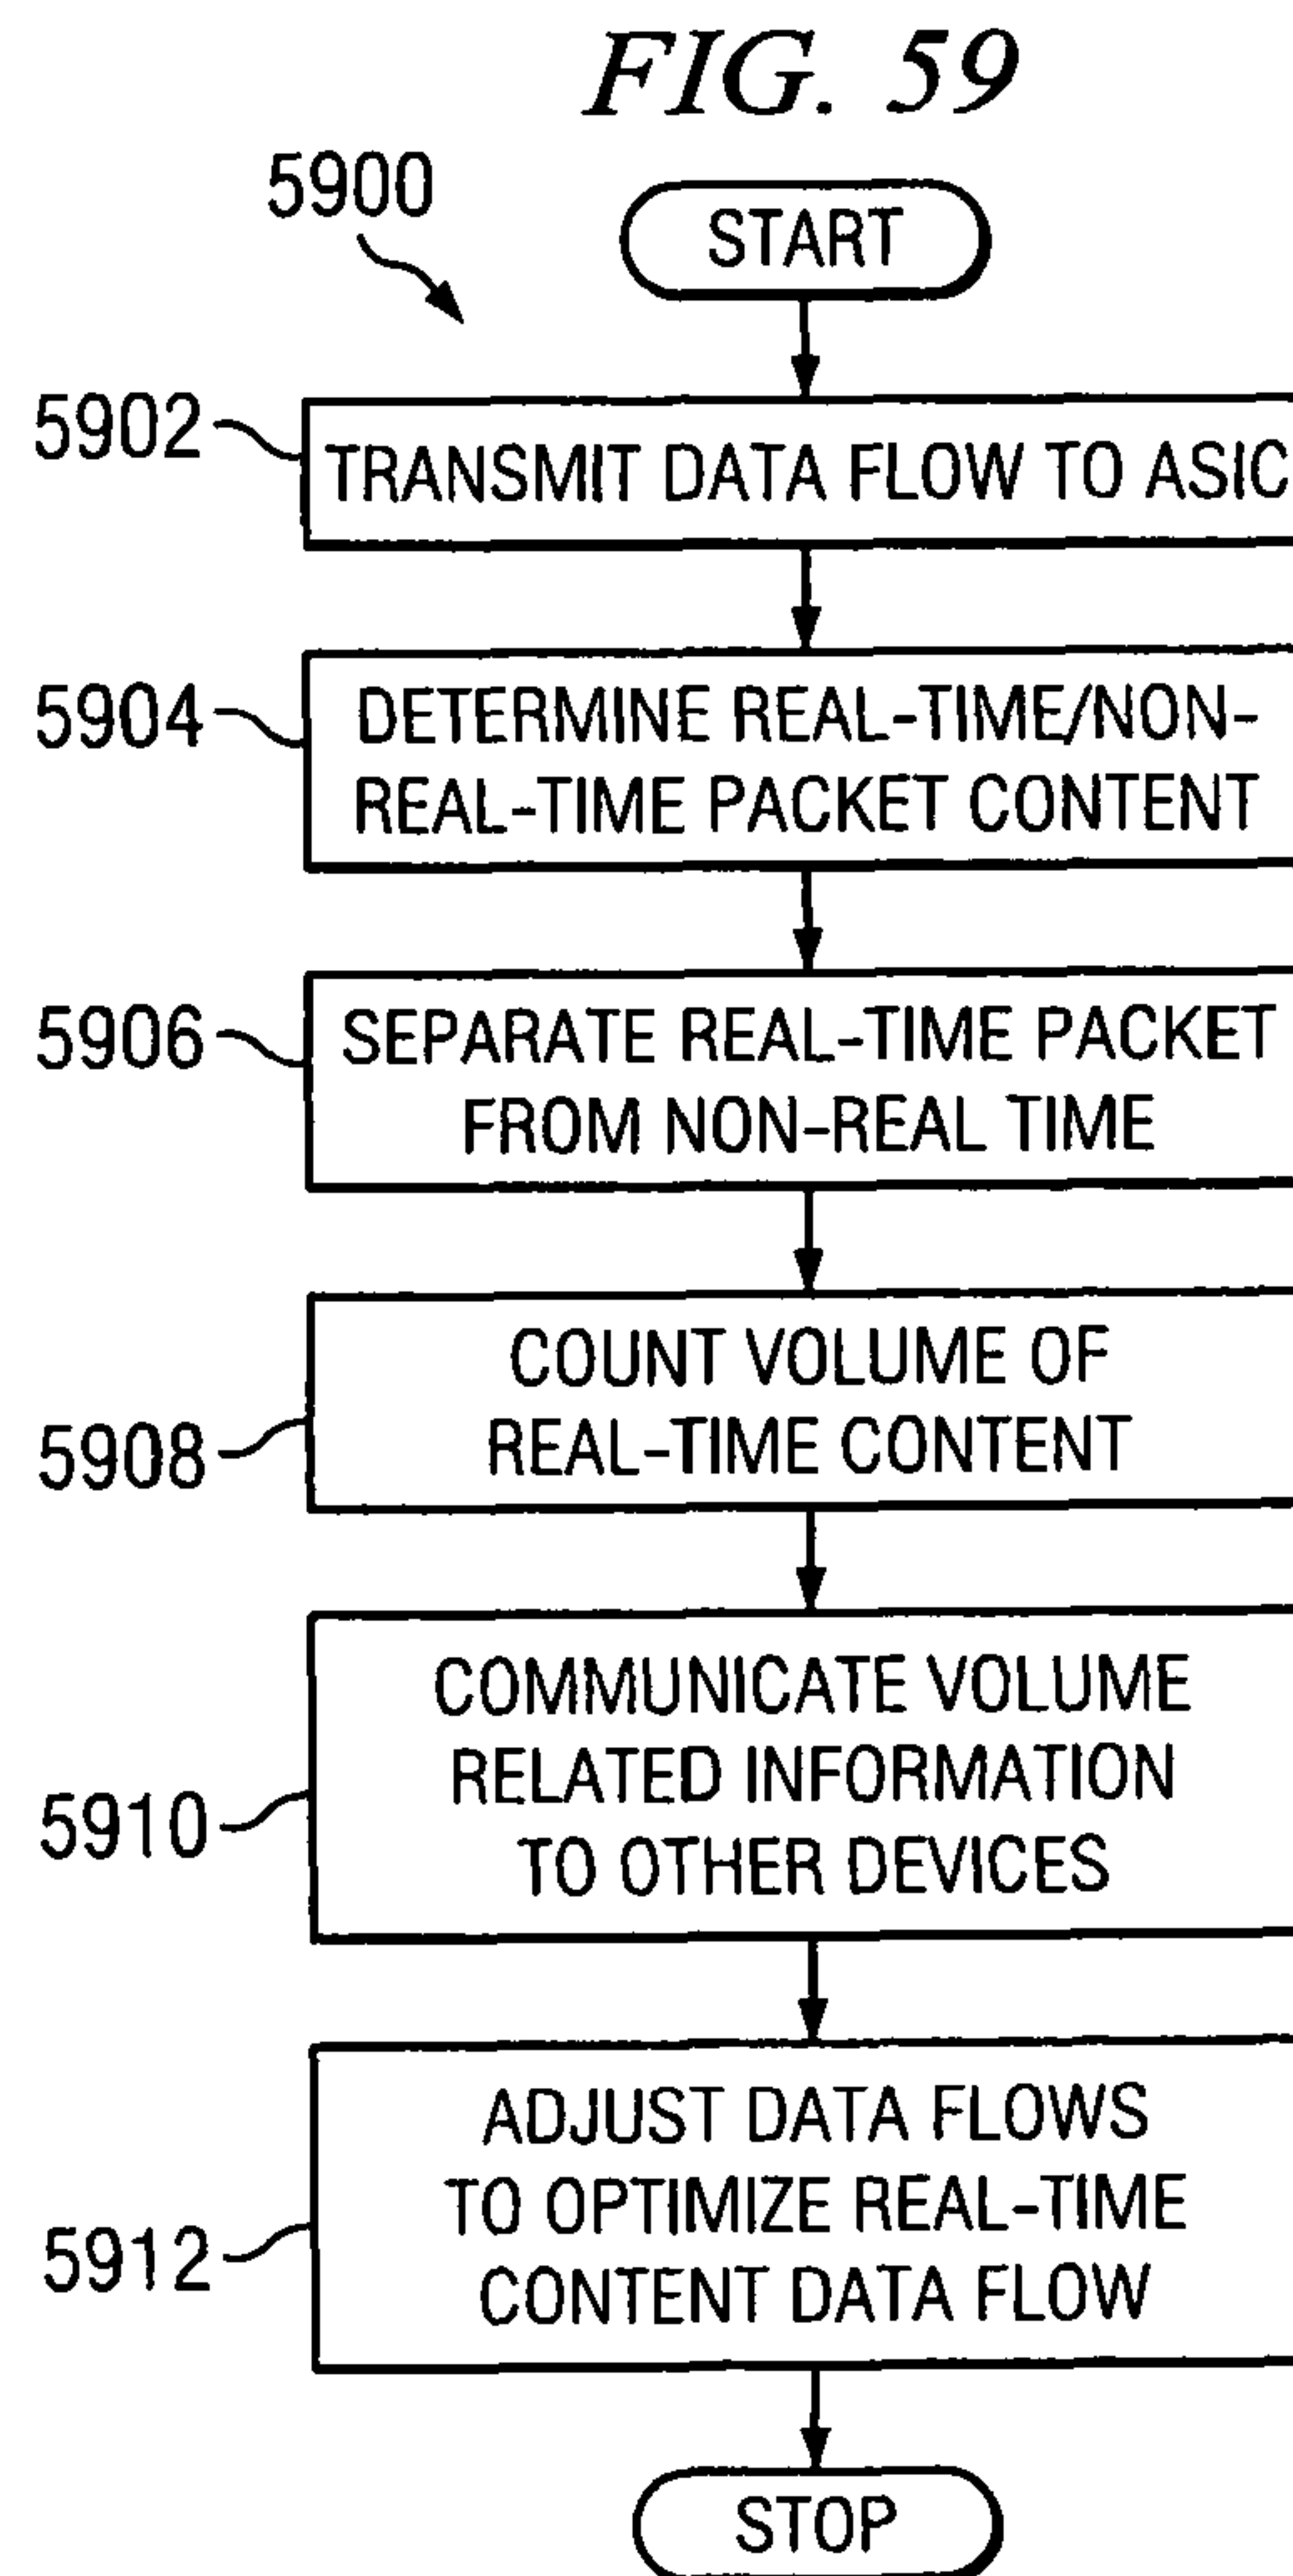 FIG. 59
5900
START
5902
TRANSMIT DATA FLOW TO ASIC
5904
DETERMINE REAL-TIME/NON-
REAL-TIME PACKET CONTENT
5906
SEPARATE REAL-TIME PACKET
FROM NON-REAL TIME
5908
COUNT VOLUME OF
REAL-TIME CONTENT
5910
COMMUNICATE VOLUME
RELATED INFORMATION
TO OTHER DEVICES
5912
ADJUST DATA FLOWS
TO OPTIMIZE REAL-TIME
CONTENT DATA FLOW
STOP